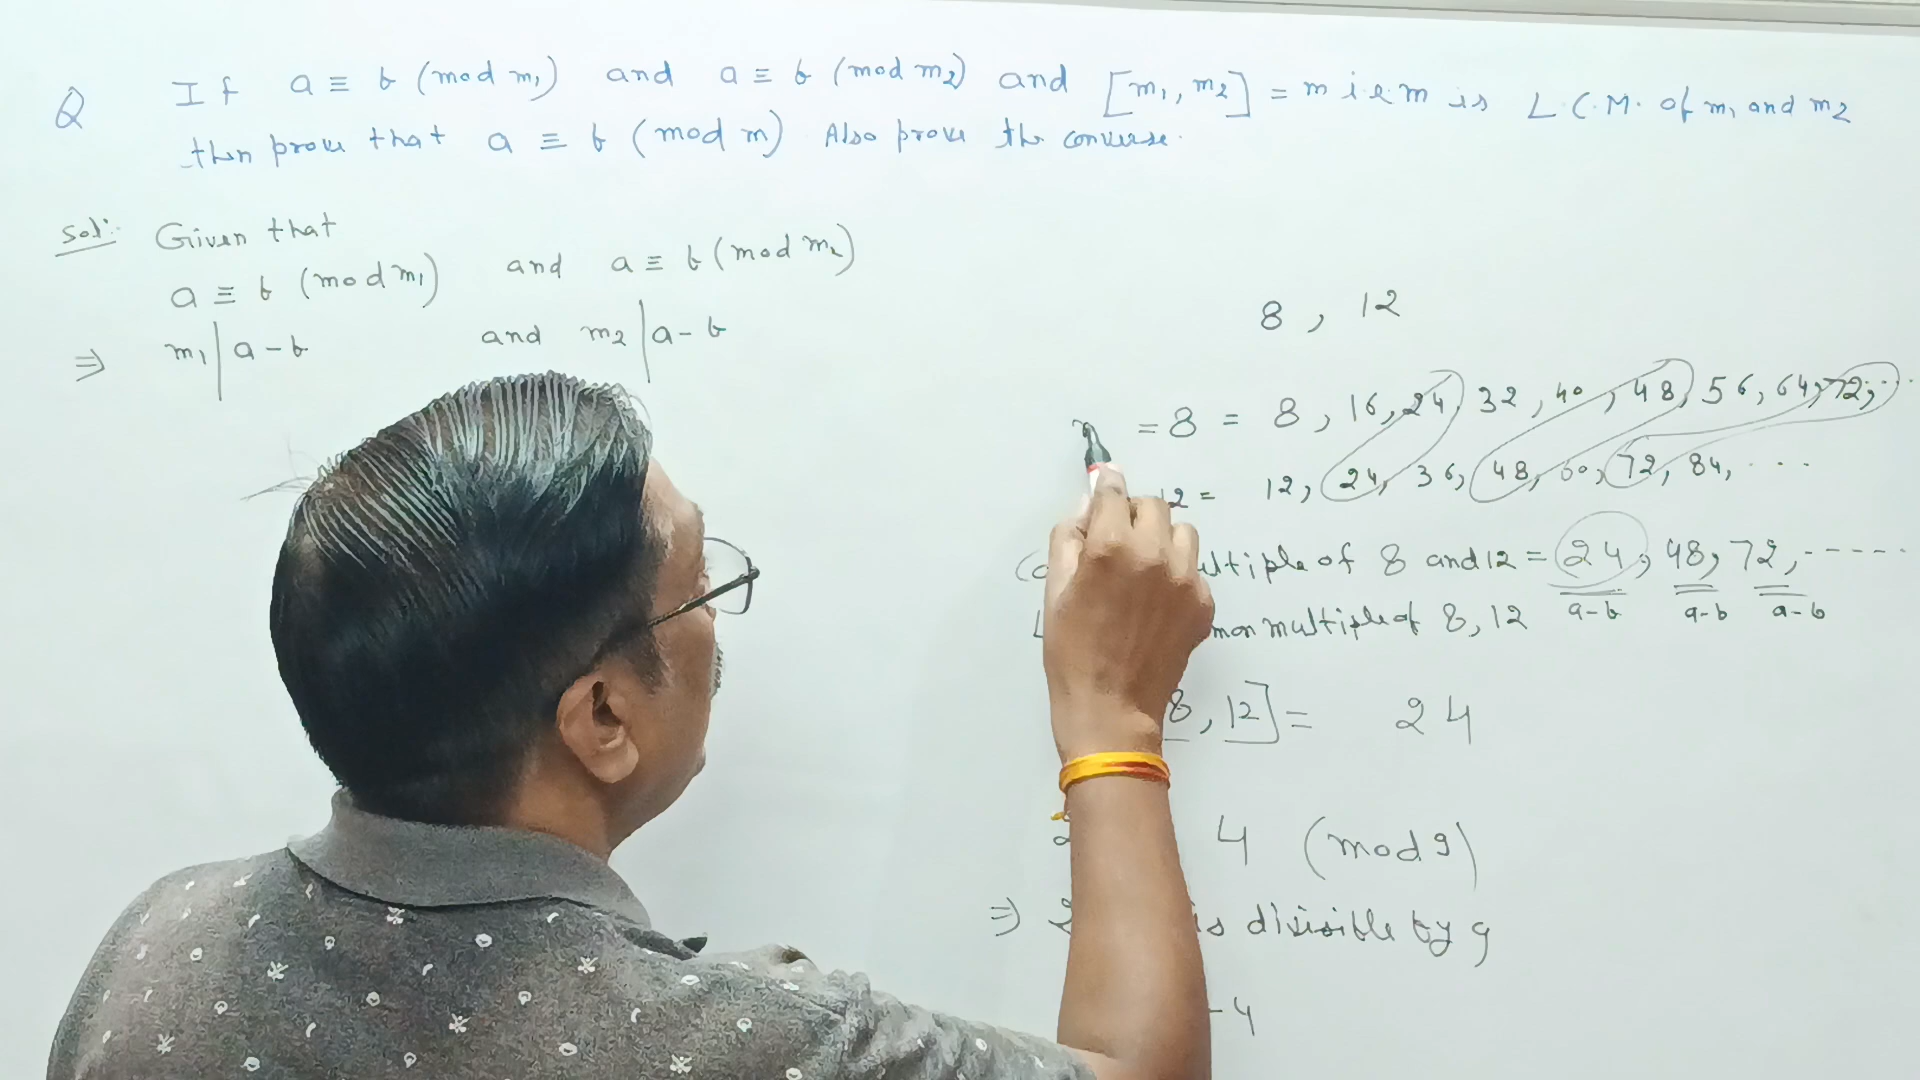 Q If a ≡ b (mod m₁) and a ≡ b (mod m₂) and [m₁, m₂] = m i.e m is L.C.M. of m₁ and m₂
then prove that a ≡ b (mod m) Also prove the converse.
Solⁿ: Given that
a ≡ b (mod m₁) and a ≡ b (mod m₂)
⇒ m₁ | a - b and m₂ | a - b
8, 12
= 8 = 8, 16, 24, 32, 40, 48, 56, 64, 72, ...
12 = 12, 24, 36, 48, 60, 72, 84, ...
multiple of 8 and 12 = 24, 48, 72, -----
a-b a-b a-b
multiple of 8, 12
8, 12] = 24
4 (mod 9)
⇒ is divisible by 9
- 4